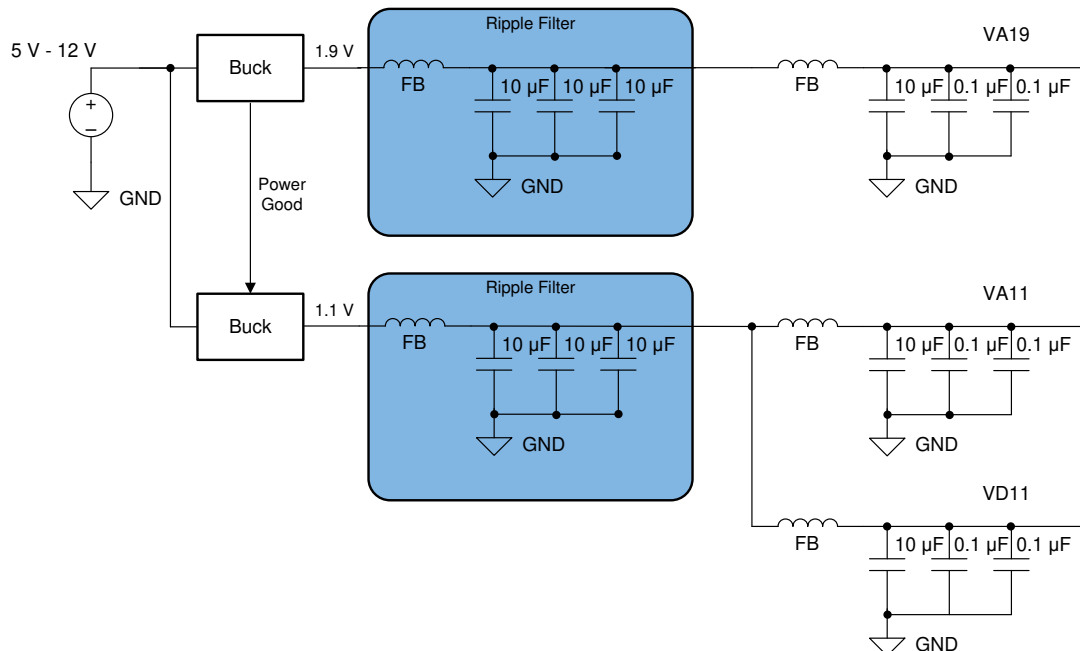 Ripple Filter
5 V - 12 V
Buck
1.9 V
FB
10 µF
10 µF
10 µF
GND
VA19
FB
10 µF
0.1 µF
0.1 µF
GND
+
−
GND
Power
Good
Ripple Filter
Buck
1.1 V
FB
10 µF
10 µF
10 µF
GND
VA11
FB
10 µF
0.1 µF
0.1 µF
GND
VD11
FB
10 µF
0.1 µF
0.1 µF
GND